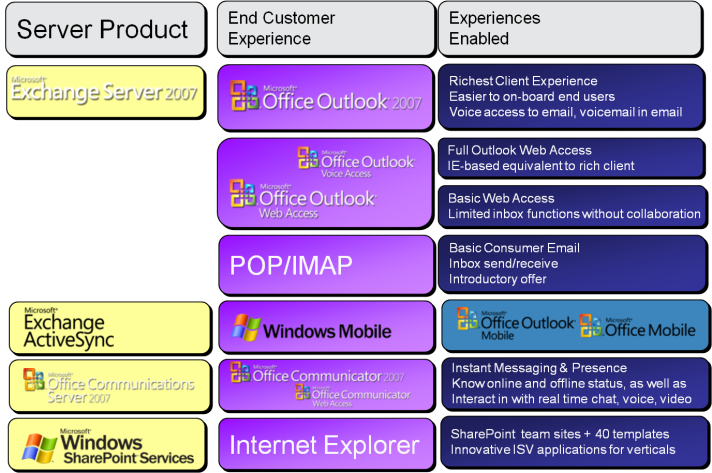 Server Product
End Customer
Experience
Experiences
Enabled
Microsoft
Exchange Server 2007
Microsoft
Office Outlook 2007
Richest Client Experience
Easier to on-board end users
Voice access to email, voicemail in email
Microsoft
Office Outlook
Voice Access
Microsoft
Office Outlook
Web Access
Full Outlook Web Access
IE-based equivalent to rich client
Basic Web Access
Limited inbox functions without collaboration
POP/IMAP
Basic Consumer Email
Inbox send/receive
Introductory offer
Microsoft
Exchange
ActiveSync
Windows Mobile
Microsoft
Office Outlook
Mobile
Microsoft
Office Mobile
Microsoft
Office Communications
Server 2007
Microsoft
Office Communicator 2007
Microsoft
Office Communicator
Web Access
Instant Messaging & Presence
Know online and offline status, as well as
Interact in with real time chat, voice, video
Microsoft
Windows
SharePoint Services
Internet Explorer
SharePoint team sites + 40 templates
Innovative ISV applications for verticals